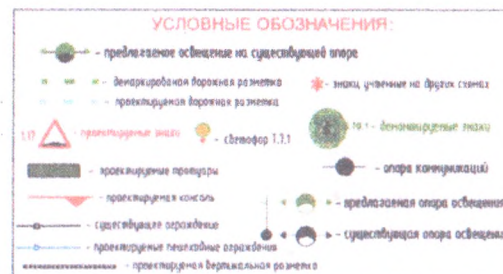 УСЛОВНЫЕ ОБОЗНАЧЕНИЯ:
- предлагаемое освещение на существующей опоре
- демаркированая дорожная разметка
- знаки, учтенные на других схемах
- проектируемая дорожная разметка
1.17 - проектируемые знаки
- светофор Т.7.1
- демонтируемые знаки
- проектируемые тротуары
- опора коммуникаций
- проектируемая консоль
- предлагаемая опора освещения
- существующее ограждение
- существующая опора освещения
- проектируемые пешеходные ограждения
- проектируемая вертикальная разметка